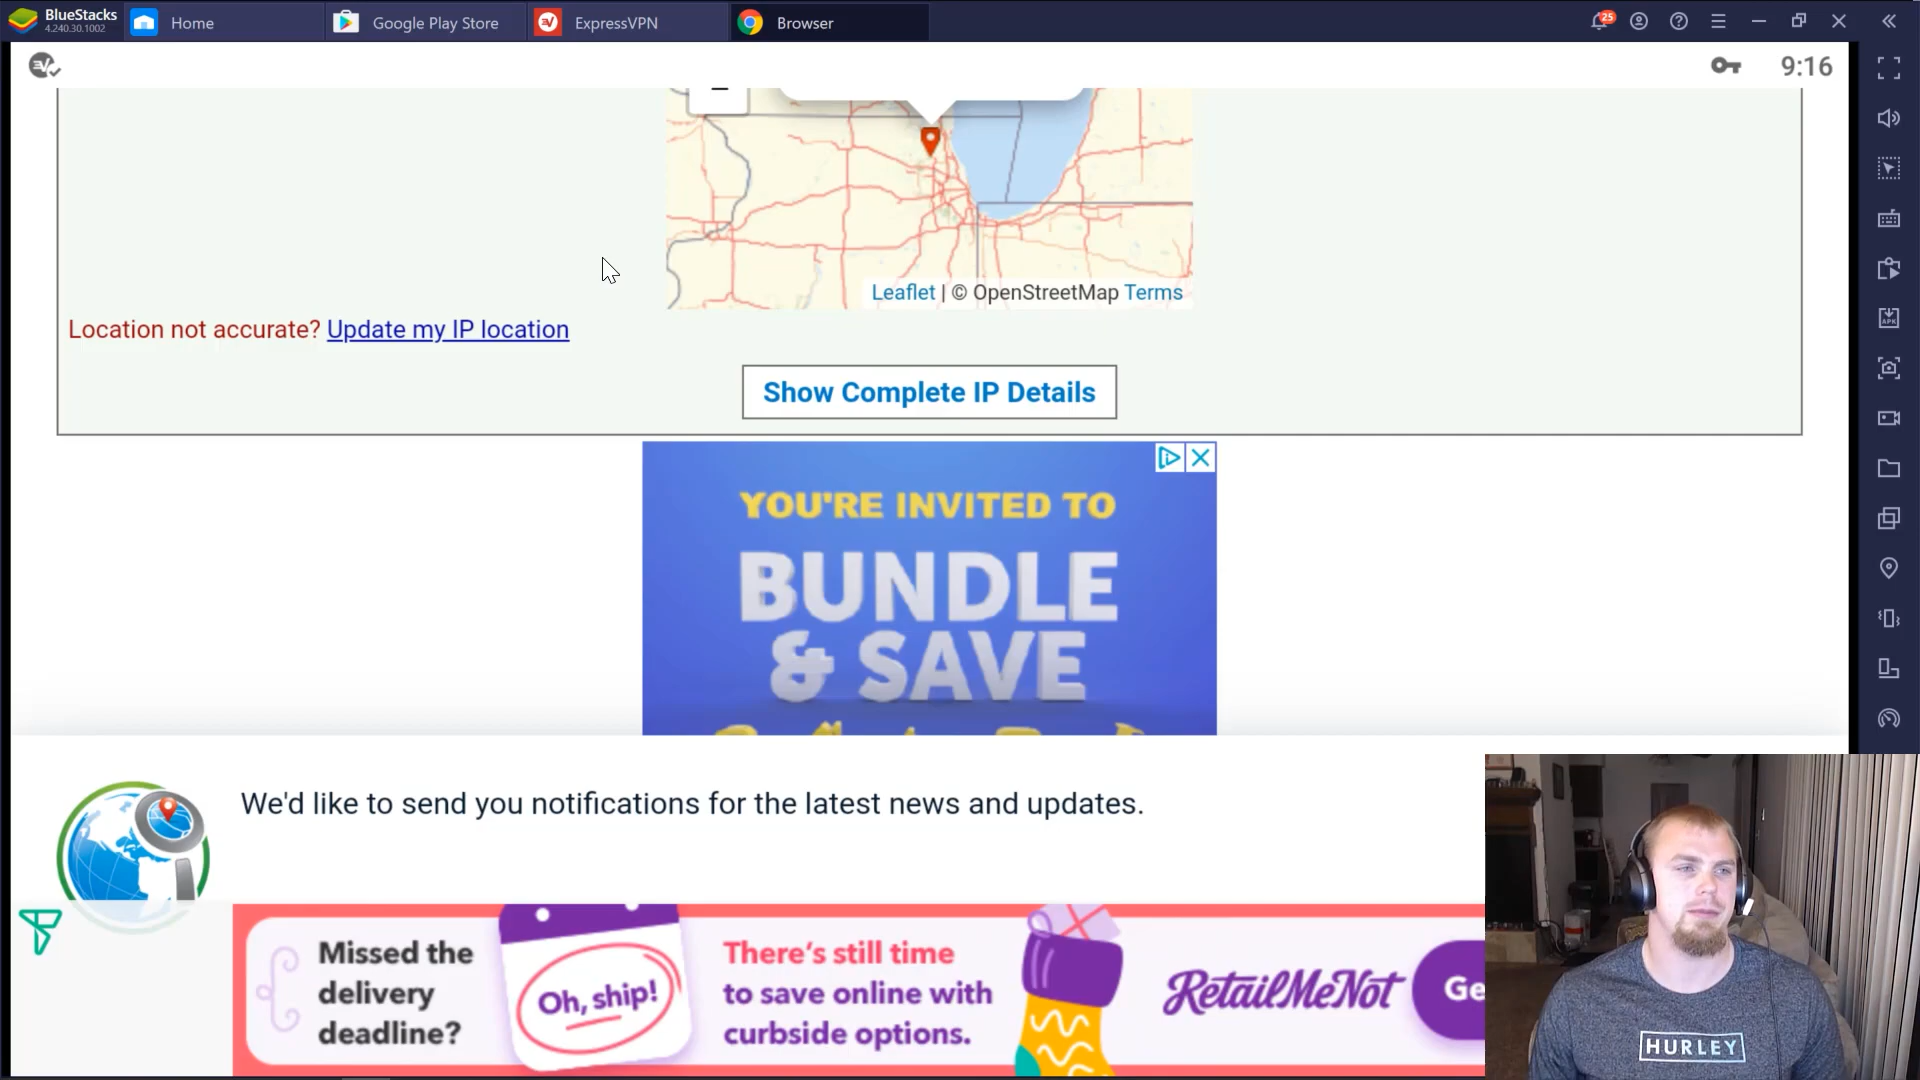 BlueStacks
4.240.30.1002
Home
Google Play Store
ExpressVPN
Browser
25
9:16
Leaflet | © OpenStreetMap Terms
Location not accurate? Update my IP location
Show Complete IP Details
YOU'RE INVITED TO
BUNDLE
& SAVE
We'd like to send you notifications for the latest news and updates.
Missed the
delivery
deadline?
Oh, ship!
There's still time
to save online with
curbside options.
RetailMeNot
Ge
HURLEY